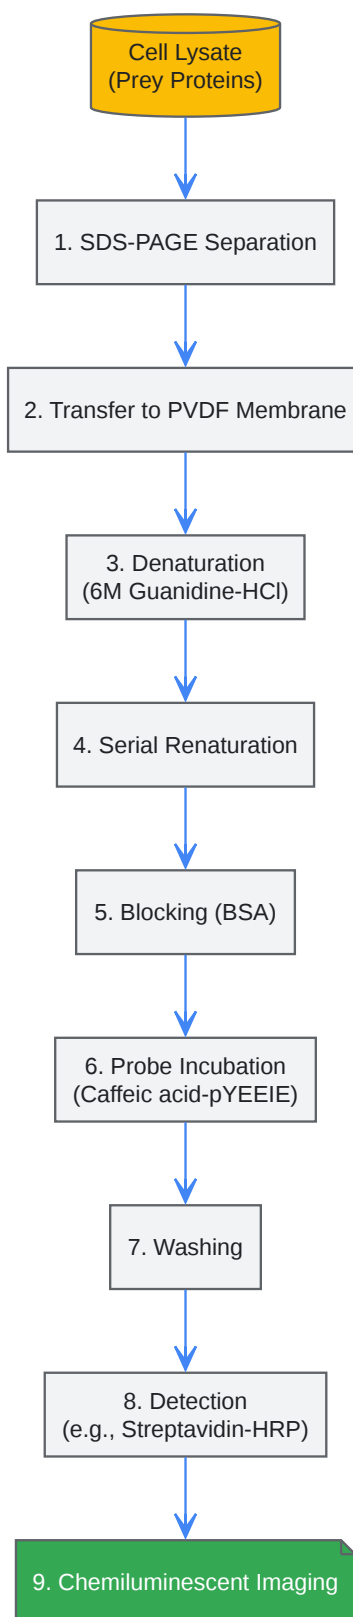 Cell Lysate
(Prey Proteins)
1. SDS-PAGE Separation
2. Transfer to PVDF Membrane
3. Denaturation
(6M Guanidine-HCl)
4. Serial Renaturation
5. Blocking (BSA)
6. Probe Incubation
(Caffeic acid-pYEEIE)
7. Washing
8. Detection
(e.g., Streptavidin-HRP)
9. Chemiluminescent Imaging